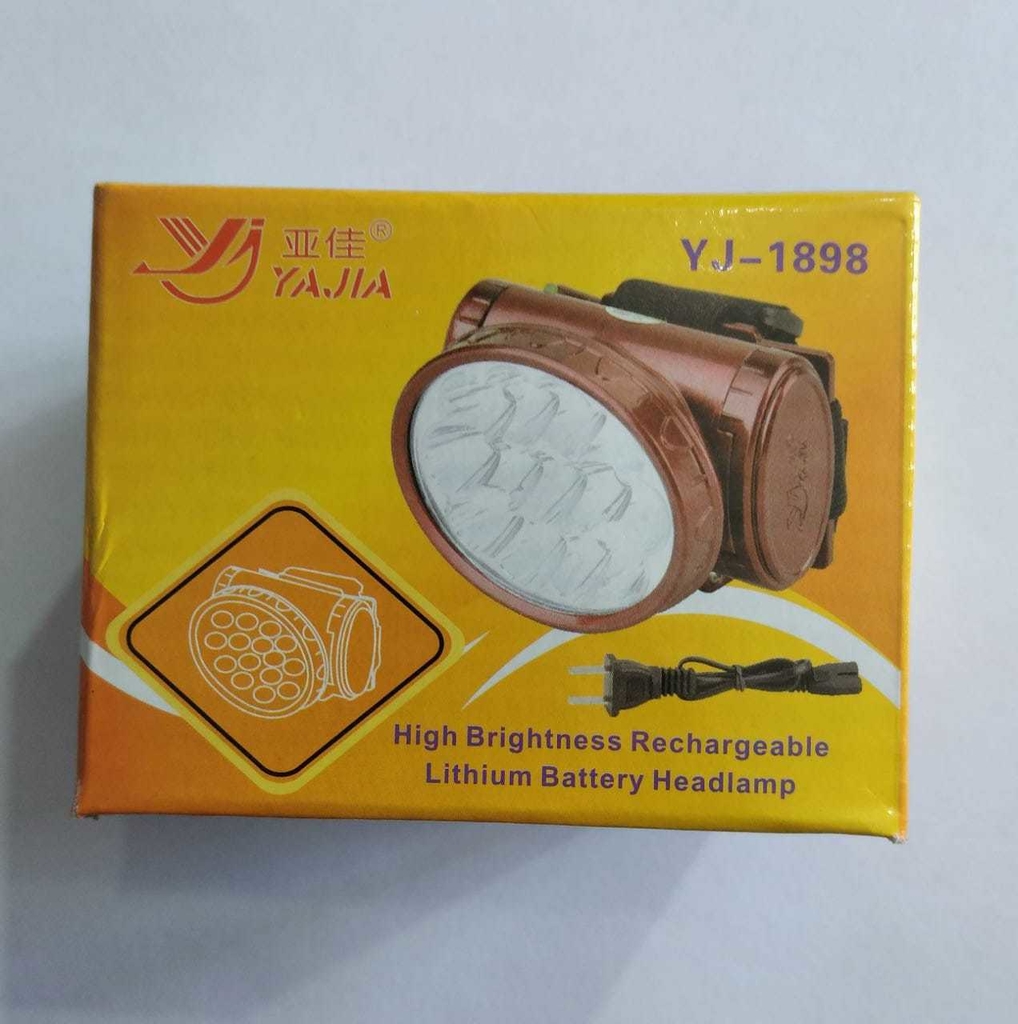 亚佳®
YAJIA
YJ-1898
High Brightness Rechargeable
Lithium Battery Headlamp